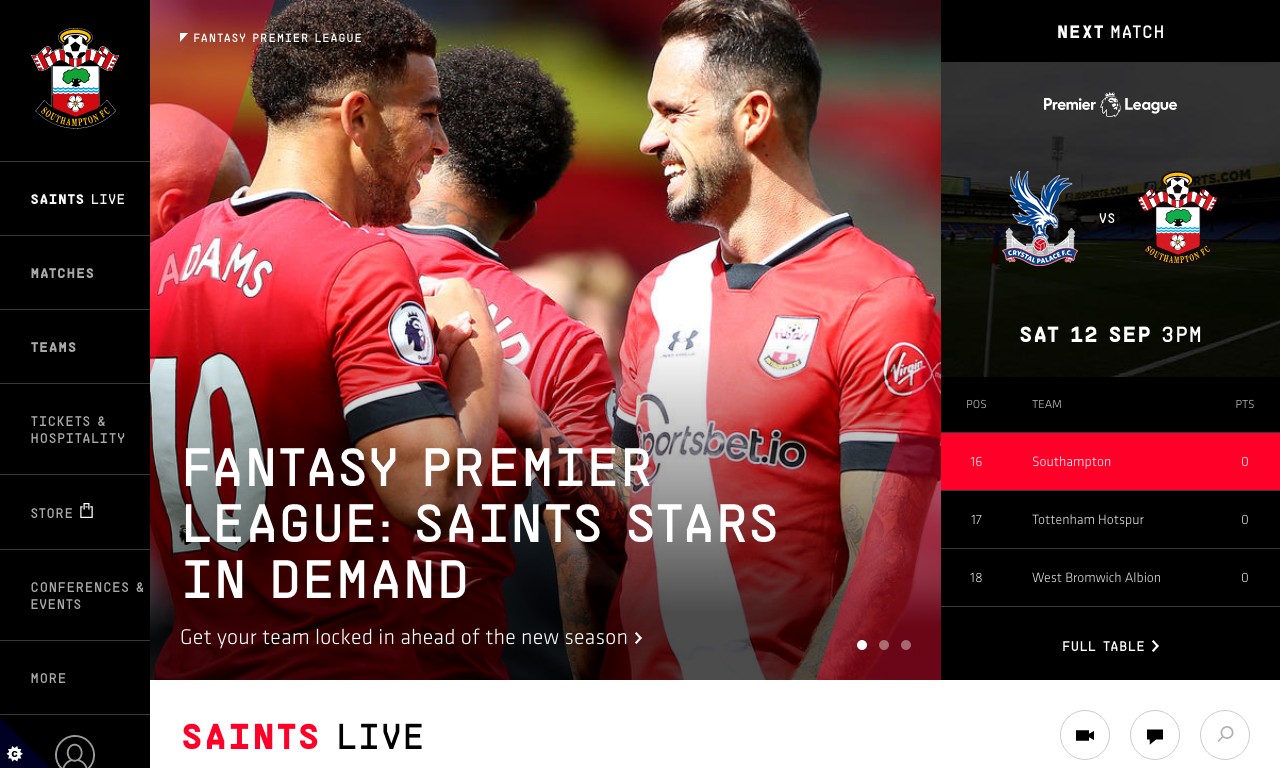 SOUTHAMPTON FC
SAINTS LIVE
MATCHES
TEAMS
TICKETS &
HOSPITALITY
STORE
CONFERENCES &
EVENTS
MORE
FANTASY PREMIER LEAGUE
ADAMS
10
UNDER ARMOUR
Virgin
sportsbet.io
FANTASY PREMIER
LEAGUE: SAINTS STARS
IN DEMAND
Get your team locked in ahead of the new season
NEXT MATCH
Premier League
CRYSTAL PALACE F.C.
VS
SOUTHAMPTON FC
SAT 12 SEP 3PM
POS TEAM PTS
16 Southampton 0
17 Tottenham Hotspur 0
18 West Bromwich Albion 0
FULL TABLE
SAINTS LIVE